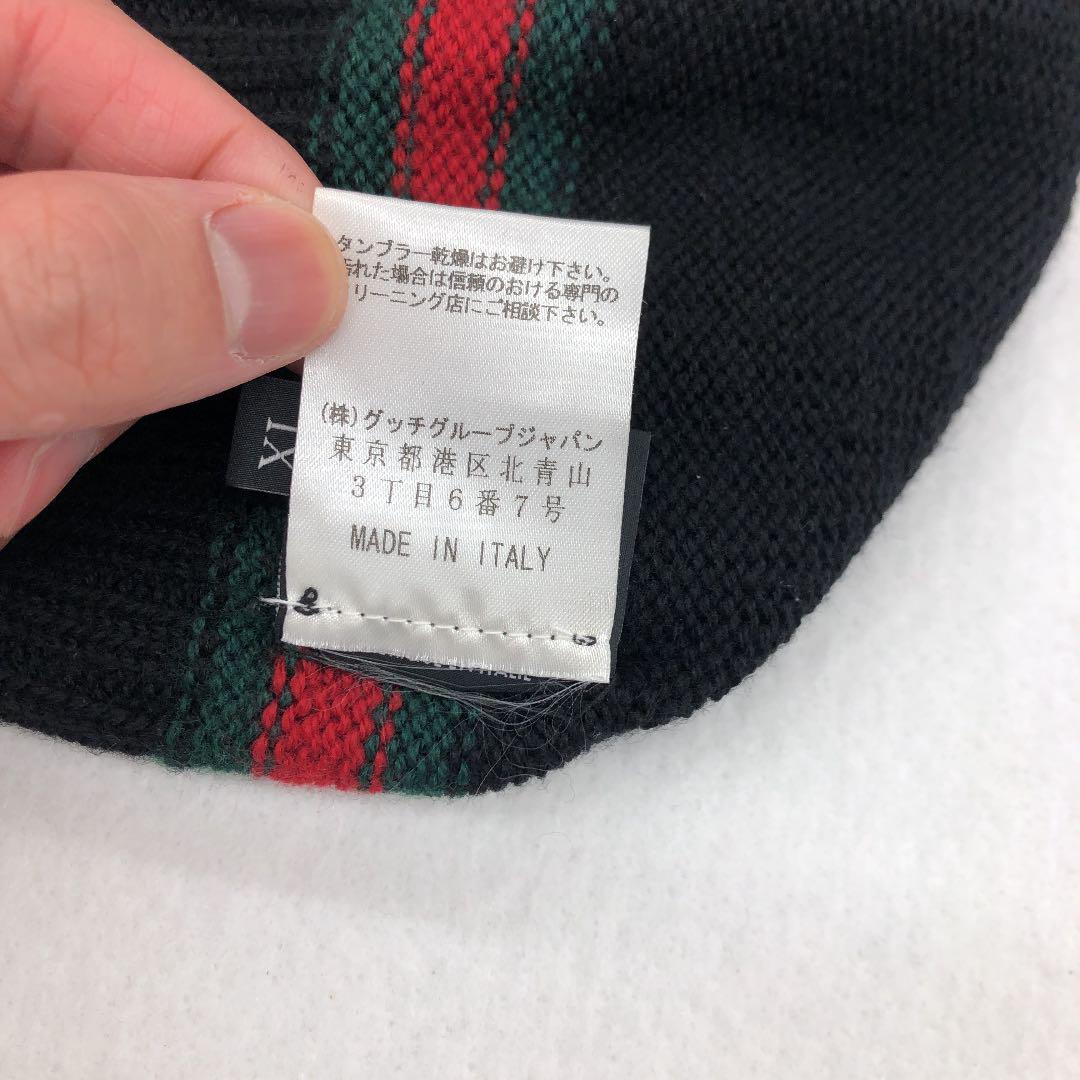 タンブラー乾燥はお避け下さい。
汚れた場合は信頼のおける専門の
リーニング店にご相談下さい。
(株)グッチグループジャパン
東京都港区北青山
3丁目6番7号
MADE IN ITALY